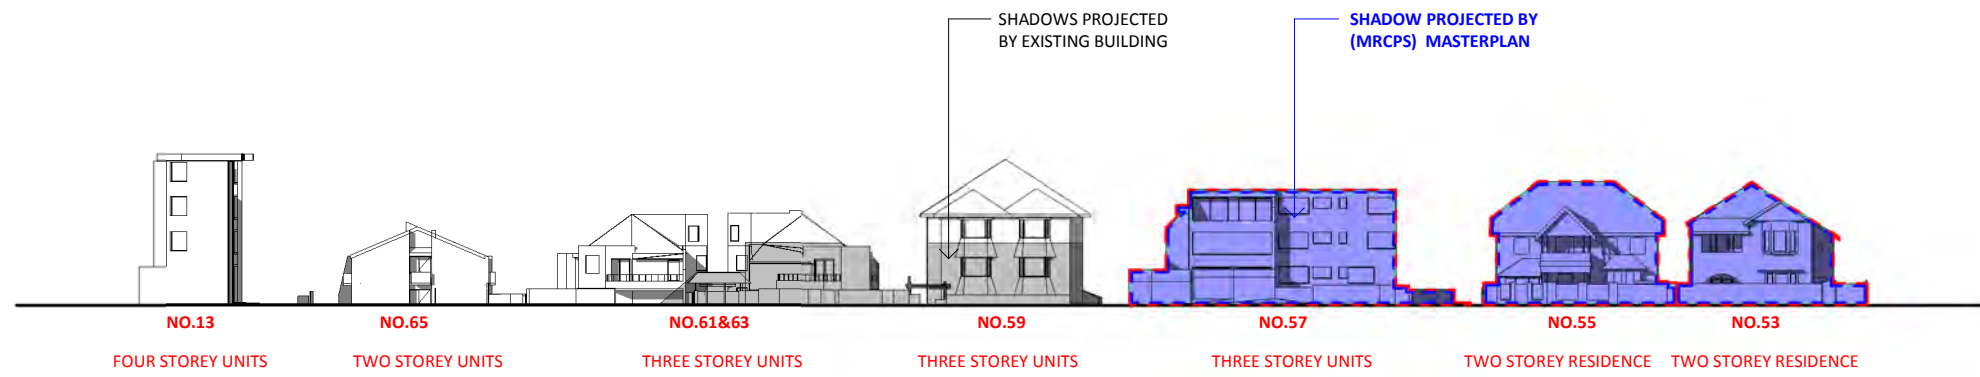 SHADOWS PROJECTED
BY EXISTING BUILDING
SHADOW PROJECTED BY
(MRCPS) MASTERPLAN
NO.13
NO.65
NO.61&63
NO.59
NO.57
NO.55
NO.53
FOUR STOREY UNITS
TWO STOREY UNITS
THREE STOREY UNITS
THREE STOREY UNITS
THREE STOREY UNITS
TWO STOREY RESIDENCE
TWO STOREY RESIDENCE